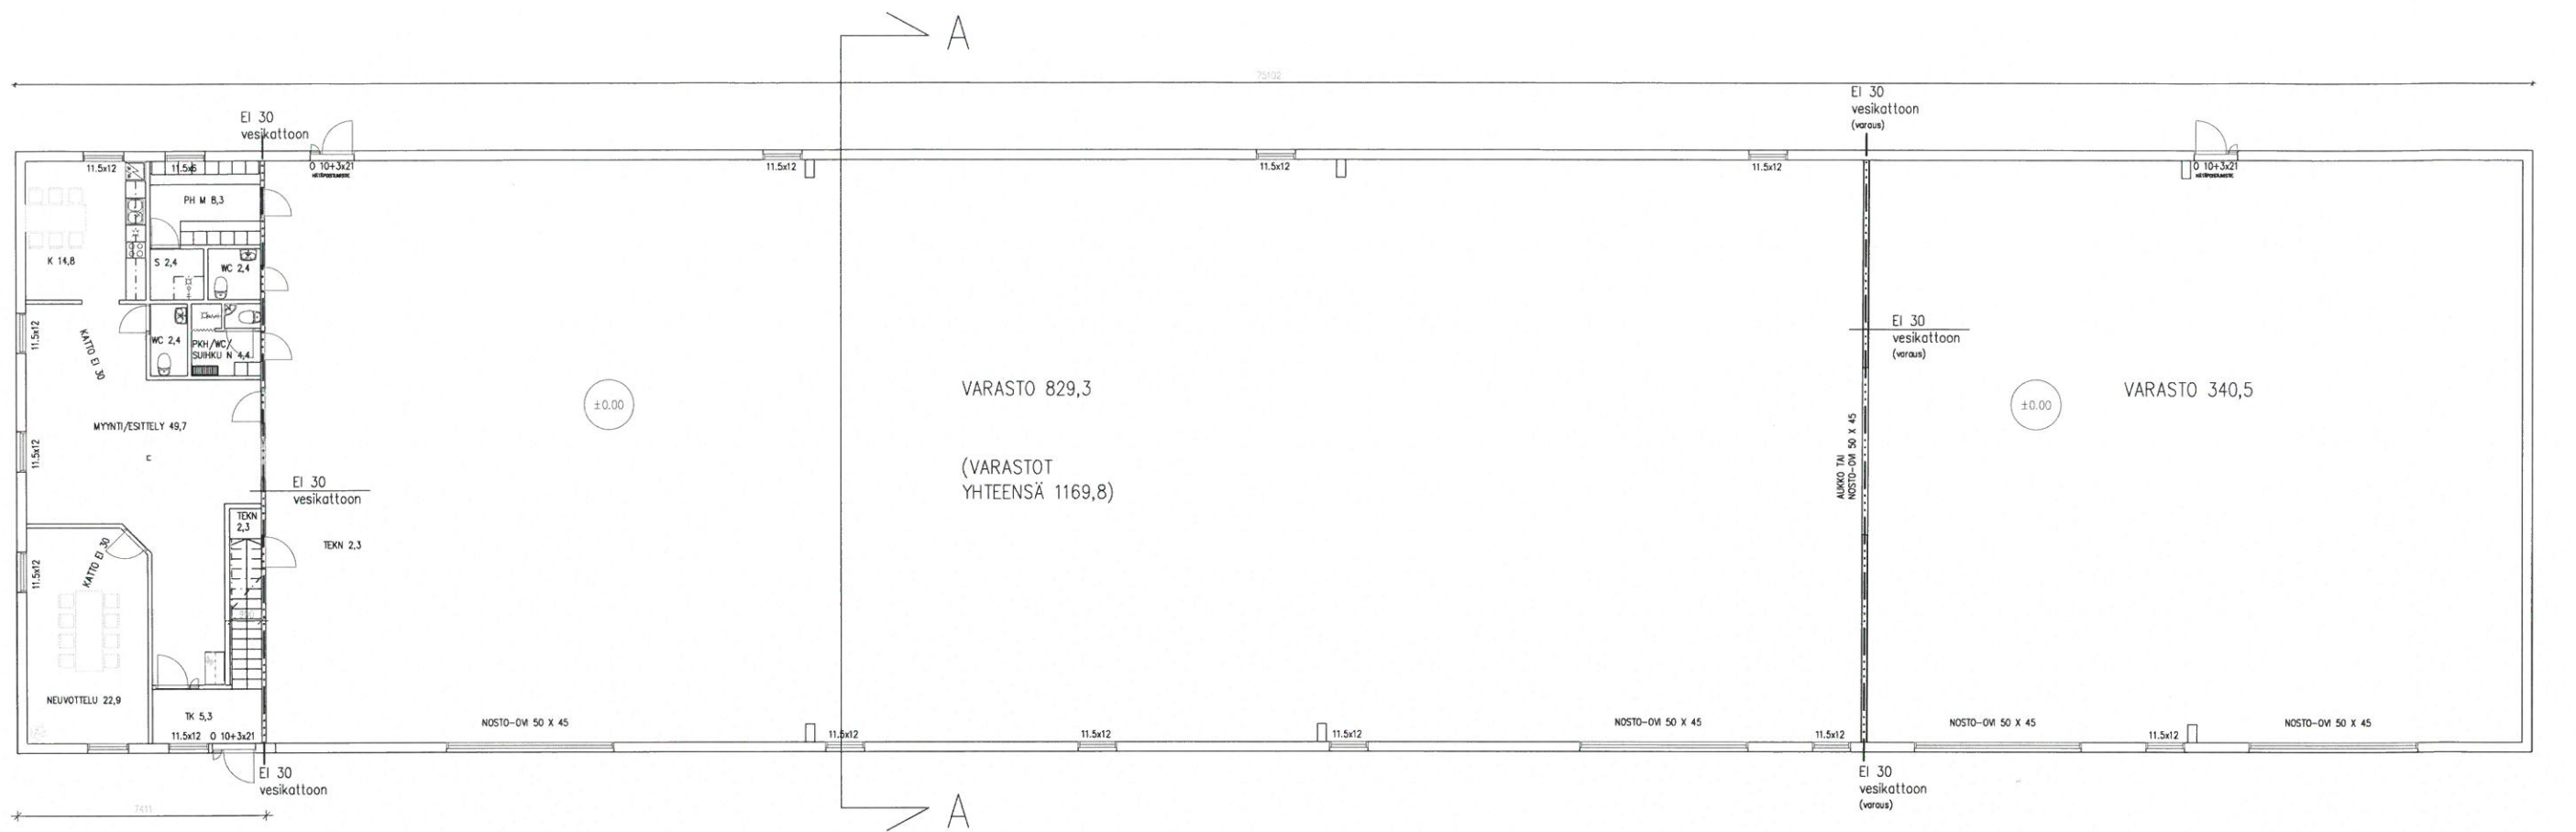 A
75102
EI 30
vesikattoon
(varaus)
EI 30
vesikattoon
11.5x12
11.5x6
O 10+3x21
11.5x12
11.5x12
11.5x12
O 10+3x21
PH M 8,3
K 14,8
S 2,4
WC 2,4
11.5x12
KATTO EI 30
WC 2,4
PKH/WC/
SUIHKU N 4,4
EI 30
vesikattoon
(varaus)
±0.00
VARASTO 829,3
±0.00
VARASTO 340,5
MYYNTI/ESITTELY 49,7
11.5x12
AUKKO TAI
NOSTO-OVI 50 X 45
(VARASTOT
YHTEENSÄ 1169,8)
EI 30
vesikattoon
TEKN
2,3
TEKN 2,3
11.5x12
KATTO EI 30
NEUVOTTELU 22,9
TK 5,3
11.5x12
O 10+3x21
NOSTO-OVI 50 X 45
11.5x12
11.5x12
11.5x12
NOSTO-OVI 50 X 45
11.5x12
NOSTO-OVI 50 X 45
11.5x12
NOSTO-OVI 50 X 45
EI 30
vesikattoon
EI 30
vesikattoon
(varaus)
7411
A